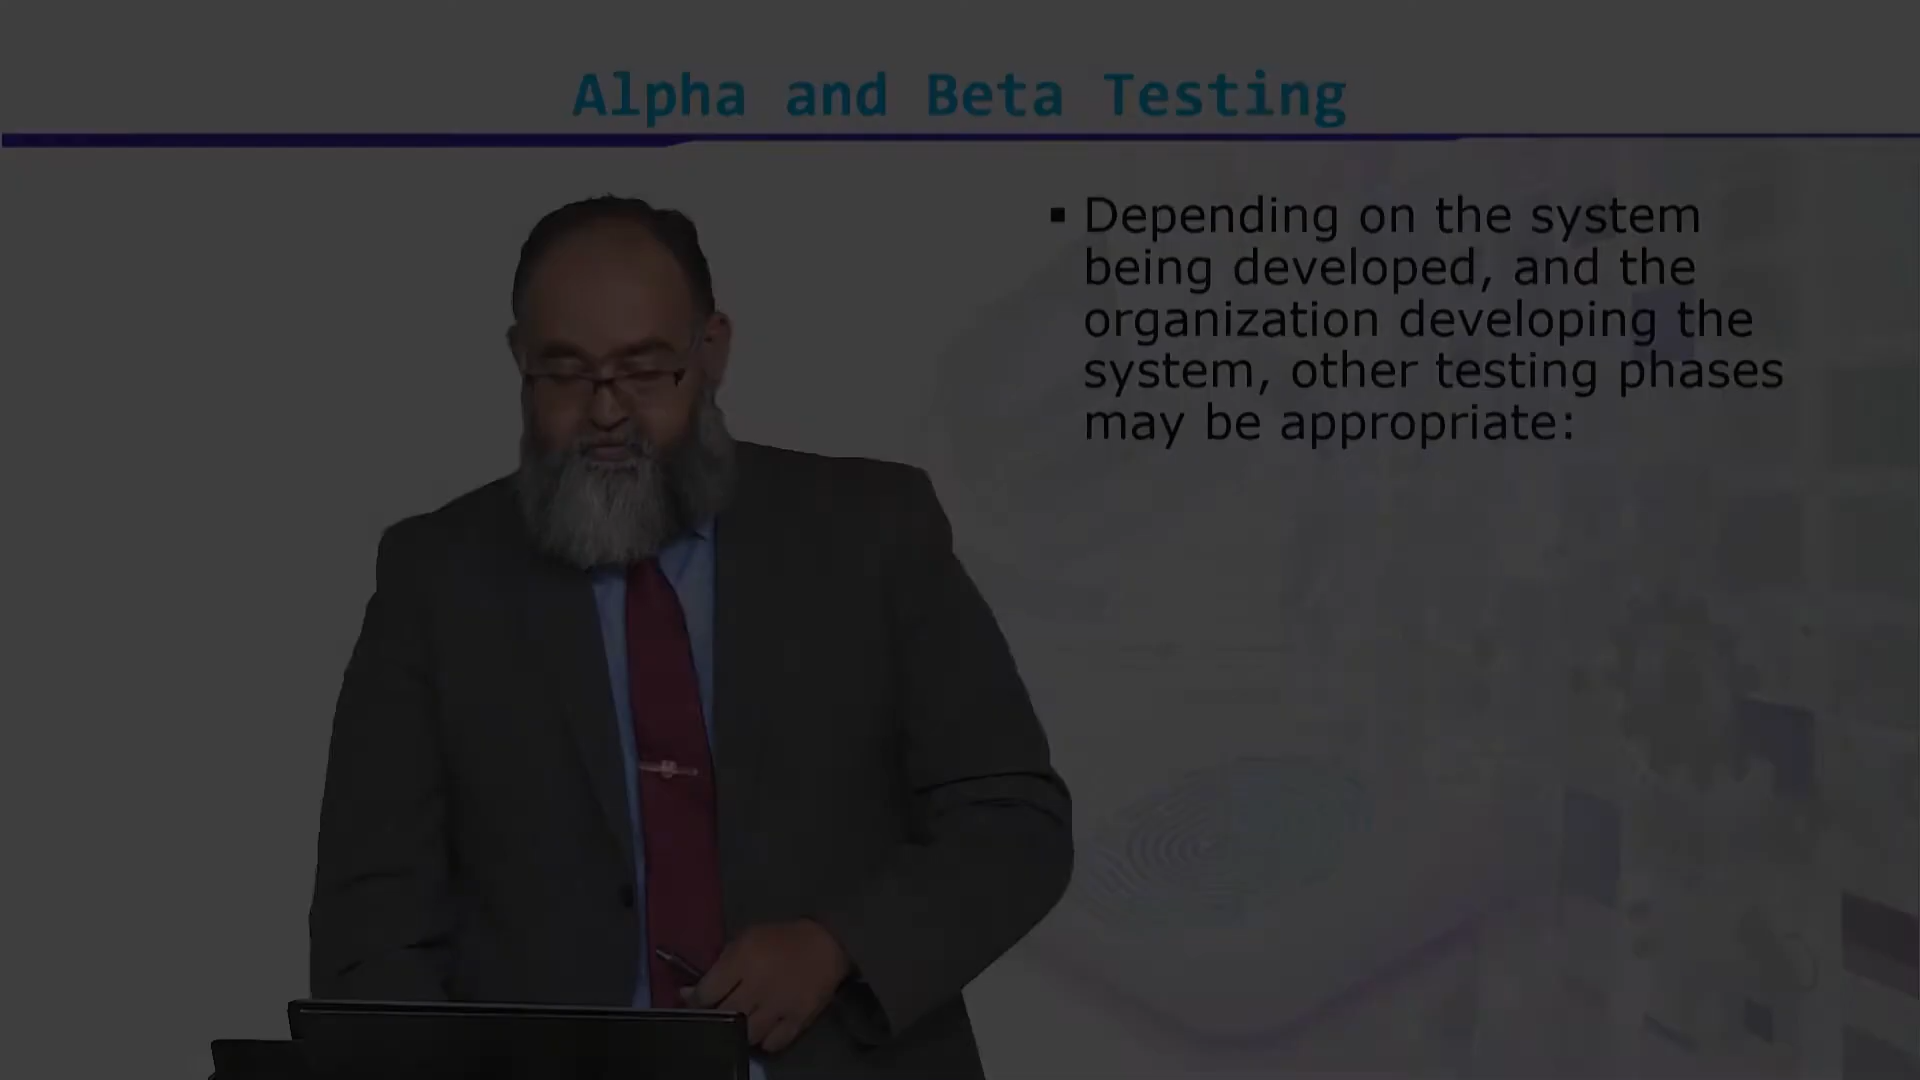 Alpha and Beta Testing
▪ Depending on the system
being developed, and the
organization developing the
system, other testing phases
may be appropriate: